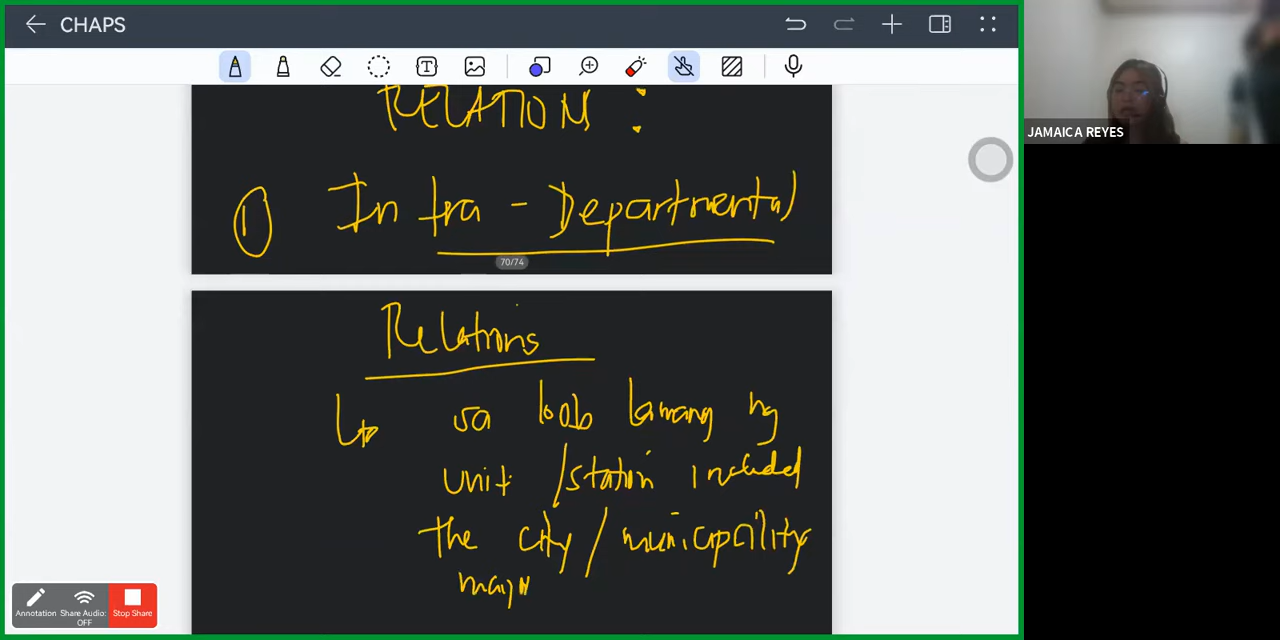 CHAPS
RELATION :
1 Intra - Departmental
70/74
Relations
sa loob lamang ng
unit /station included
the city / municipality
Annotation
Share Audio: OFF
Stop Share
JAMAICA REYES